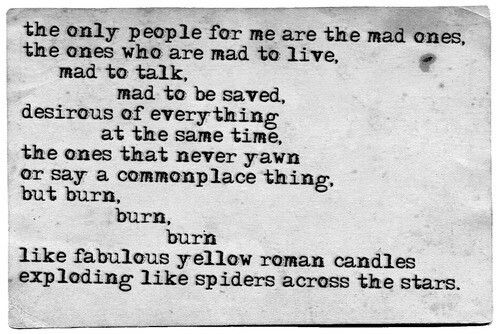 the only people for me are the mad ones,
the ones who are mad to live,
mad to talk,
mad to be saved,
desirous of everything
at the same time,
the ones that never yawn
or say a commonplace thing,
but burn,
burn,
burn
like fabulous yellow roman candles
exploding like spiders across the stars.